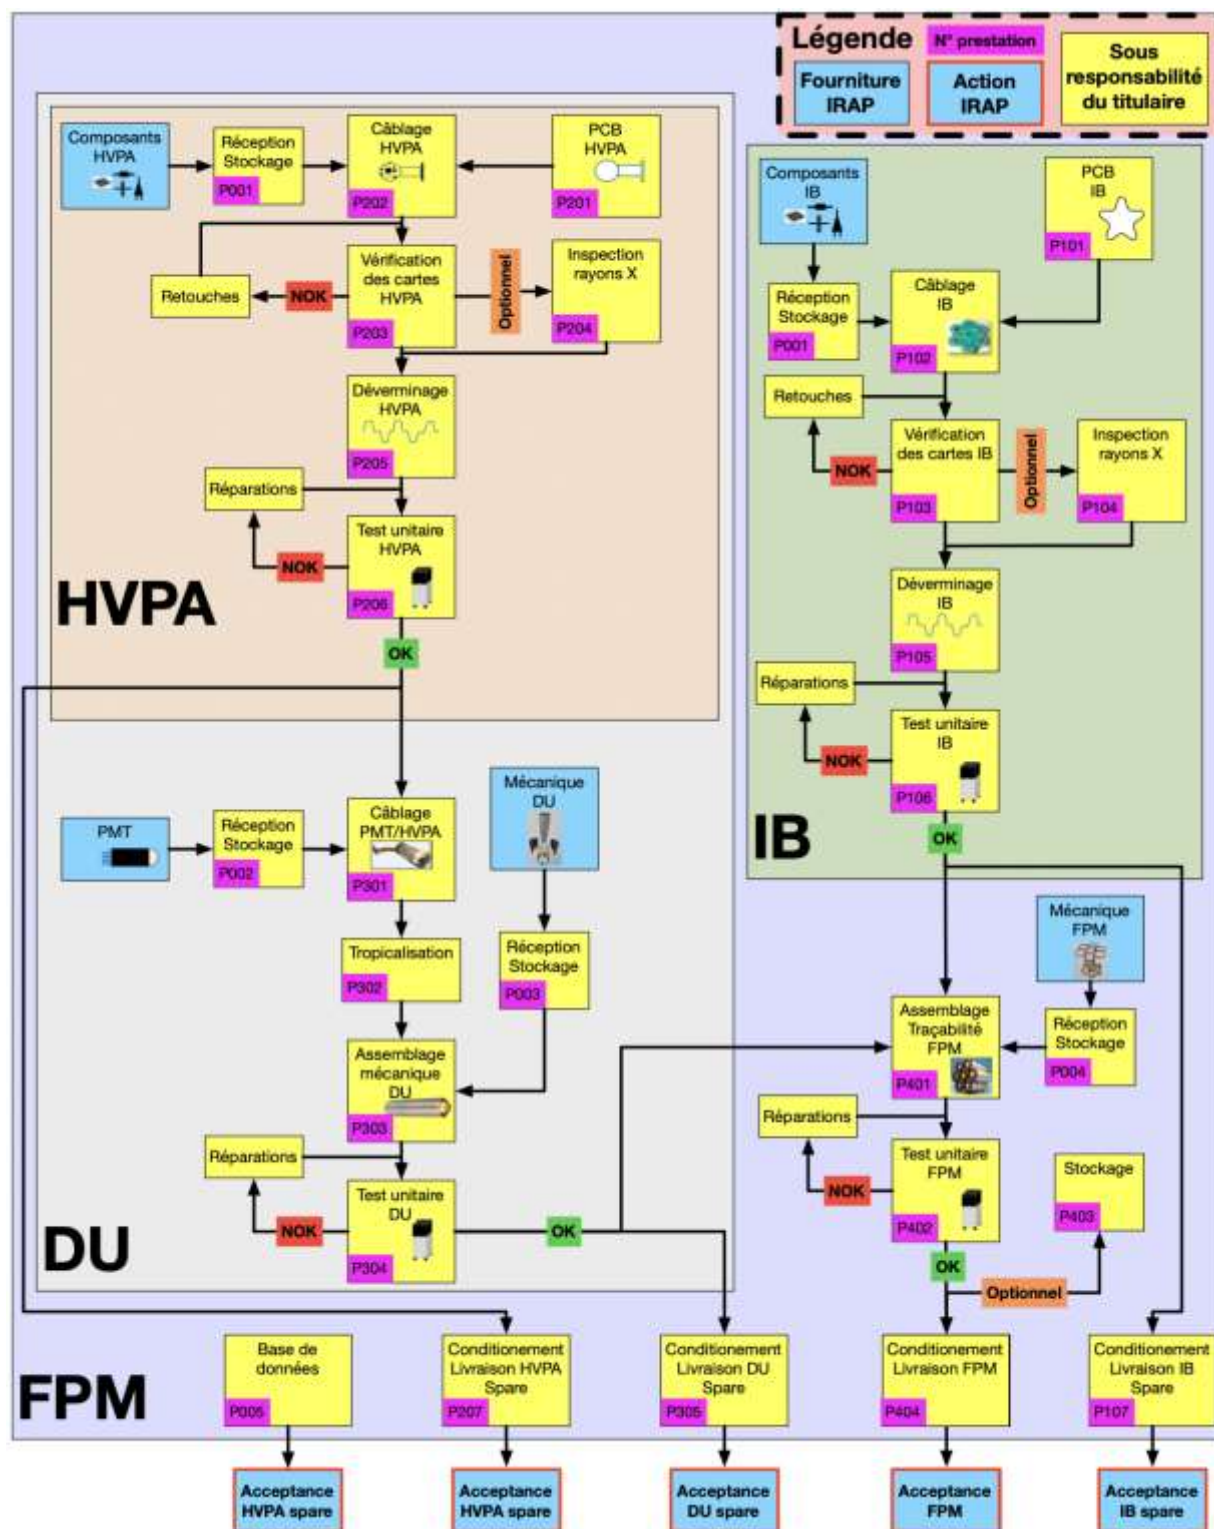 Légende
N° prestation
Fourniture
IRAP
Action
IRAP
Sous
responsabilité
du titulaire
Composants
HVPA
Réception
Stockage
P001
Câblage
HVPA
P202
PCB
HVPA
P201
Retouches
NOK
Vérification
des cartes
HVPA
P203
Optionnel
Inspection
rayons X
P204
Déverminage
HVPA
P205
Réparations
NOK
Test unitaire
HVPA
P206
OK
HVPA
Composants
IB
PCB
IB
P101
Réception
Stockage
P001
Câblage
IB
P102
Retouches
NOK
Vérification
des cartes IB
P103
Optionnel
Inspection
rayons X
P104
Déverminage
IB
P105
Réparations
NOK
Test unitaire
IB
P106
OK
IB
PMT
Réception
Stockage
P002
Câblage
PMT/HVPA
P301
Mécanique
DU
Tropicalisation
P302
Réception
Stockage
P003
Assemblage
mécanique
DU
P303
Réparations
NOK
Test unitaire
DU
P304
OK
DU
Mécanique
FPM
Assemblage
Traçabilité
FPM
P401
Réception
Stockage
P004
Réparations
NOK
Test unitaire
FPM
P402
OK
Optionnel
Stockage
P403
FPM
Base de
données
P005
Conditionement
Livraison HVPA
Spare
P207
Conditionement
Livraison DU
Spare
P305
Conditionement
Livraison FPM
P404
Conditionement
Livraison IB
Spare
P107
Acceptance
HVPA spare
Acceptance
HVPA spare
Acceptance
DU spare
Acceptance
FPM
Acceptance
IB spare